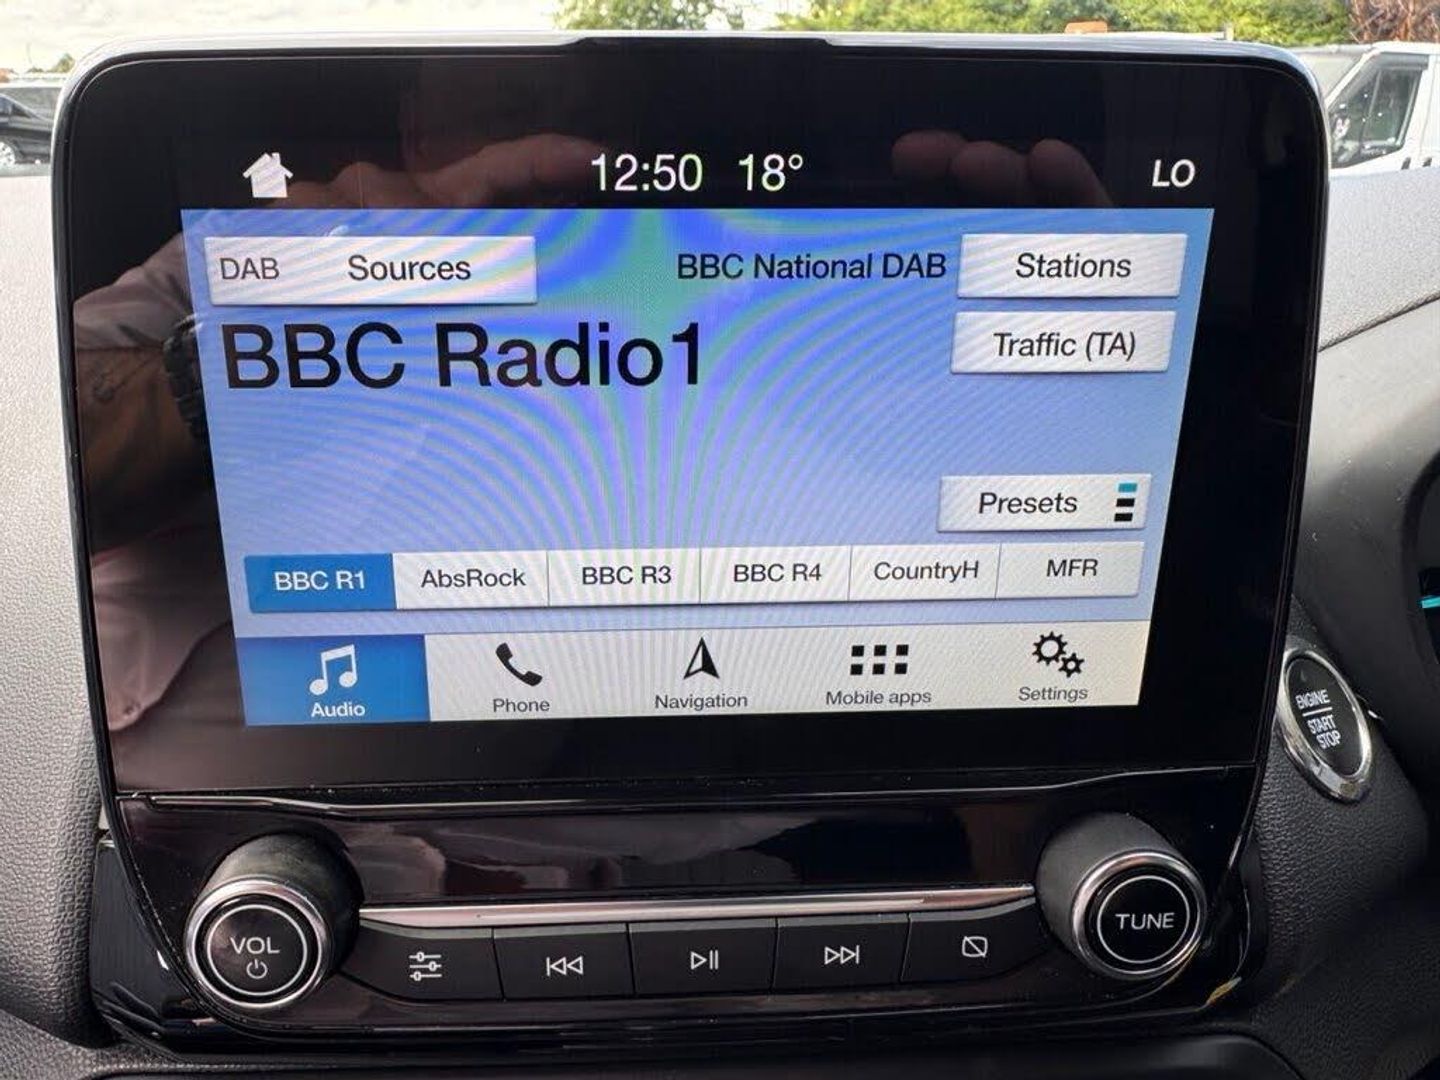 12:50 18° LO
DAB Sources BBC National DAB Stations
BBC Radio1
Traffic (TA)
Presets
BBC R1 AbsRock BBC R3 BBC R4 CountryH MFR
Audio Phone Navigation Mobile apps Settings
ENGINE
START
STOP
VOL
TUNE